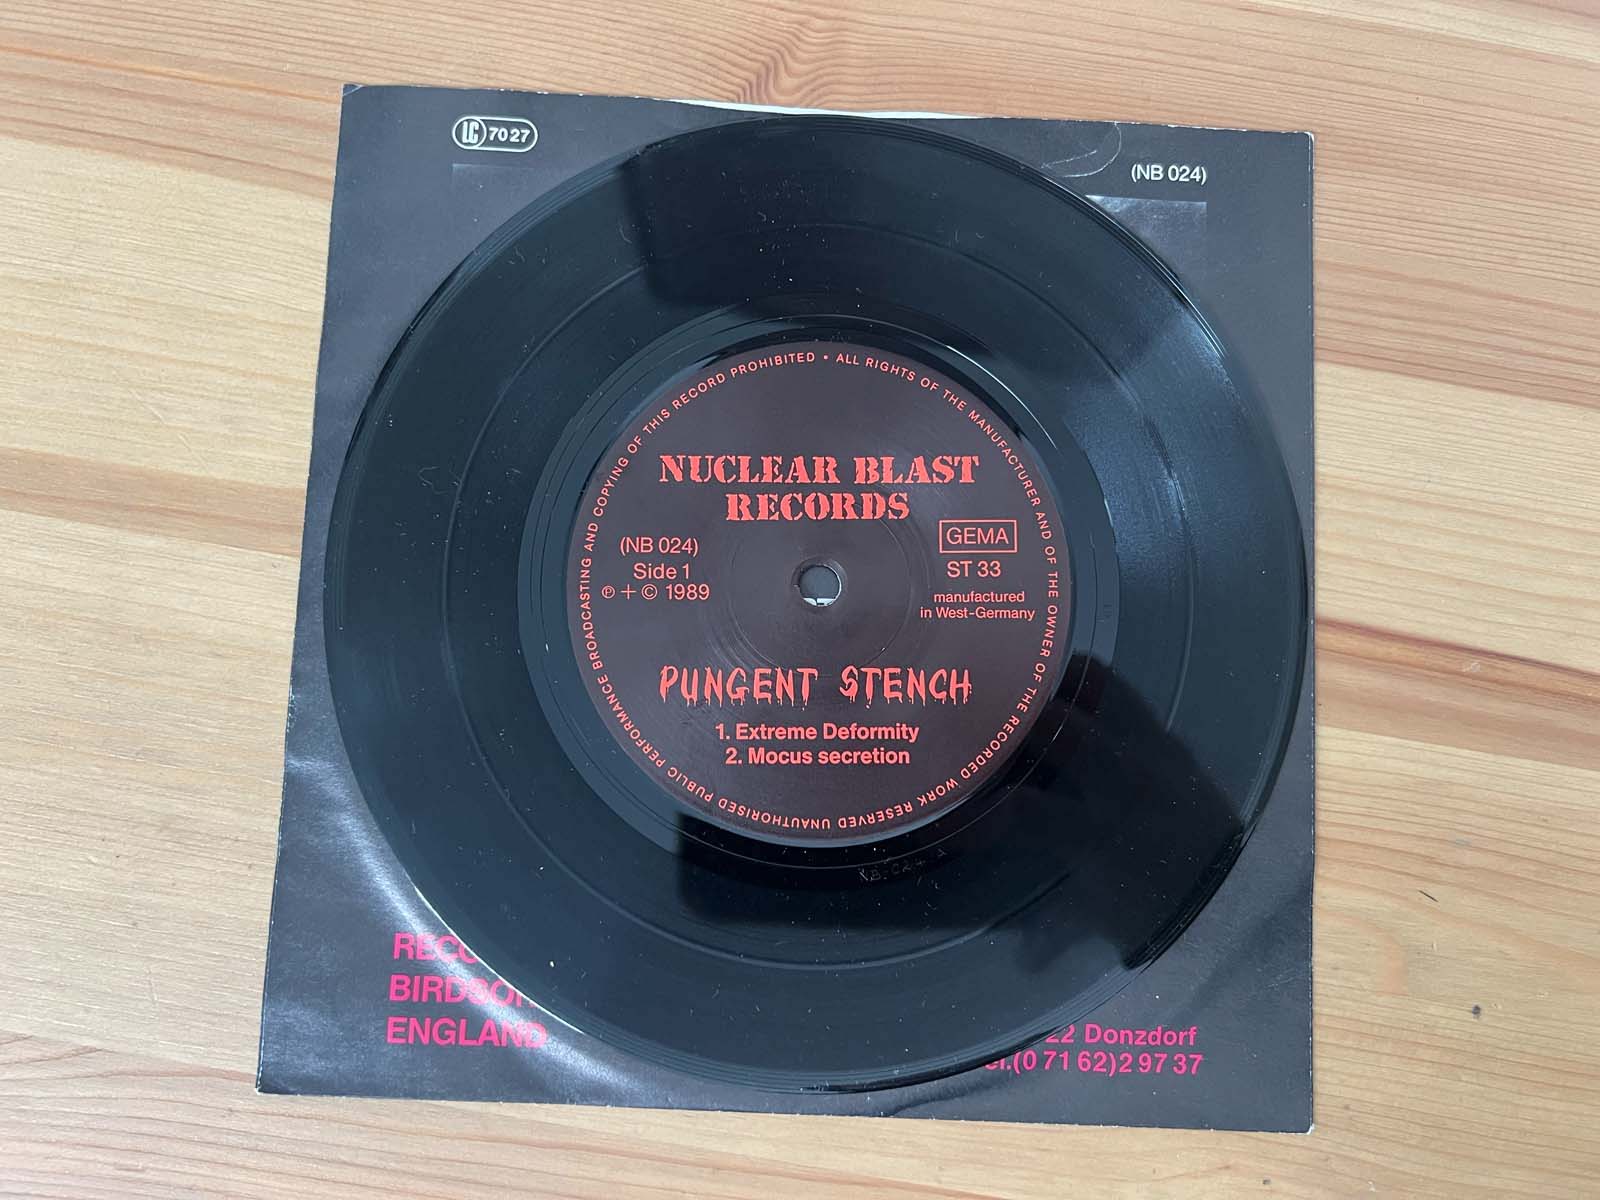 LC 7027
(NB 024)
ALL RIGHTS OF THE MANUFACTURER AND OF THE OWNER OF THE RECORDED WORK RESERVED UNAUTHORISED PUBLIC PERFORMANCE BROADCASTING AND COPYING OF THIS RECORD PROHIBITED •
NUCLEAR BLAST
RECORDS
(NB 024)
Side 1
℗ + © 1989
GEMA
ST 33
manufactured
in West-Germany
PUNGENT STENCH
1. Extreme Deformity
2. Mocus secretion
NB-024 A
ENGLAND
22 Donzdorf
el.(0 71 62)2 97 37